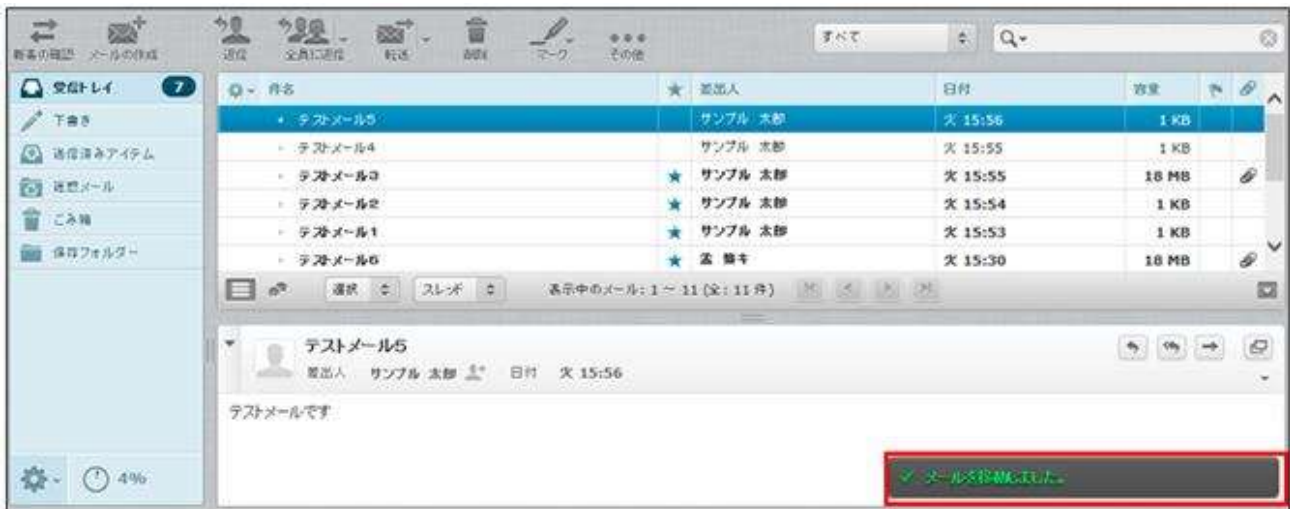 新着の確認 メールの作成 返信 全員に返信 転送 削除 マーク その他 すべて
受信トレイ 7
下書き
送信済みアイテム
迷惑メール
ごみ箱
保存フォルダー
4%
件名 差出人 日付 容量
テストメール5 サンプル 太郎 火 15:56 1 KB
テストメール4 サンプル 太郎 火 15:55 1 KB
テストメール3 サンプル 太郎 火 15:55 18 MB
テストメール2 サンプル 太郎 火 15:54 1 KB
テストメール1 サンプル 太郎 火 15:53 1 KB
テストメール6 火 15:30 18 MB
選択 スレッド 表示中のメール: 1 ~ 11 (全: 11 件)
テストメール5
差出人 サンプル 太郎 日付 火 15:56
テストメールです
メールを移動しました。